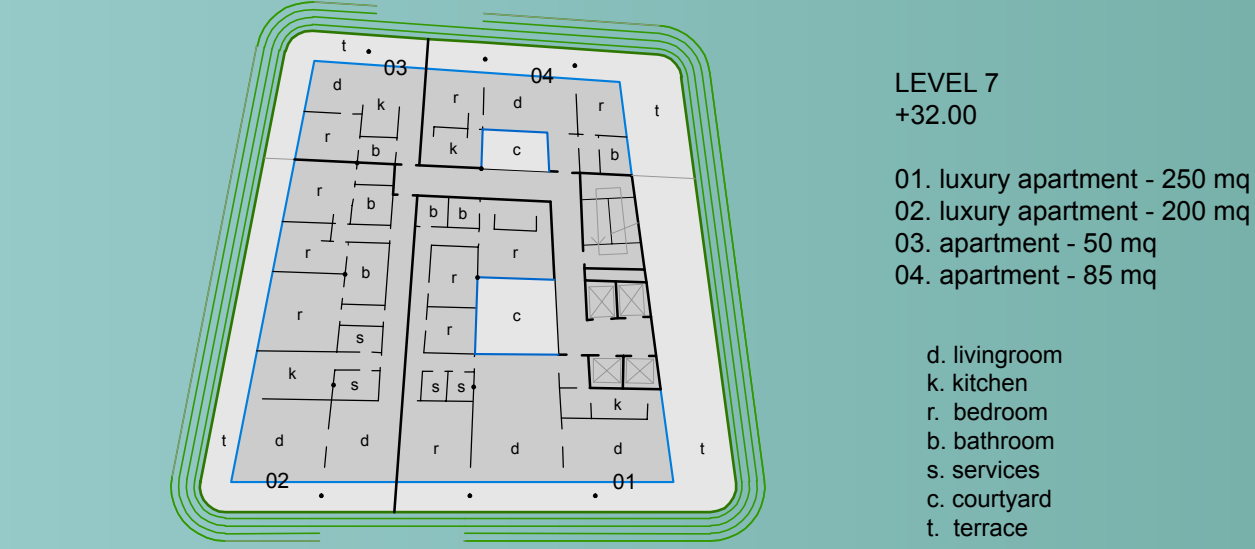 t
03
04
d
k
r
d
r
t
r
k
c
b
b
r
b
b
b
r
r
r
b
r
c
r
r
s
k
s
s
s
k
t
d
d
r
d
d
t
02
01
LEVEL 7
+32.00
01. luxury apartment - 250 mq
02. luxury apartment - 200 mq
03. apartment - 50 mq
04. apartment - 85 mq
d. livingroom
k. kitchen
r. bedroom
b. bathroom
s. services
c. courtyard
t. terrace